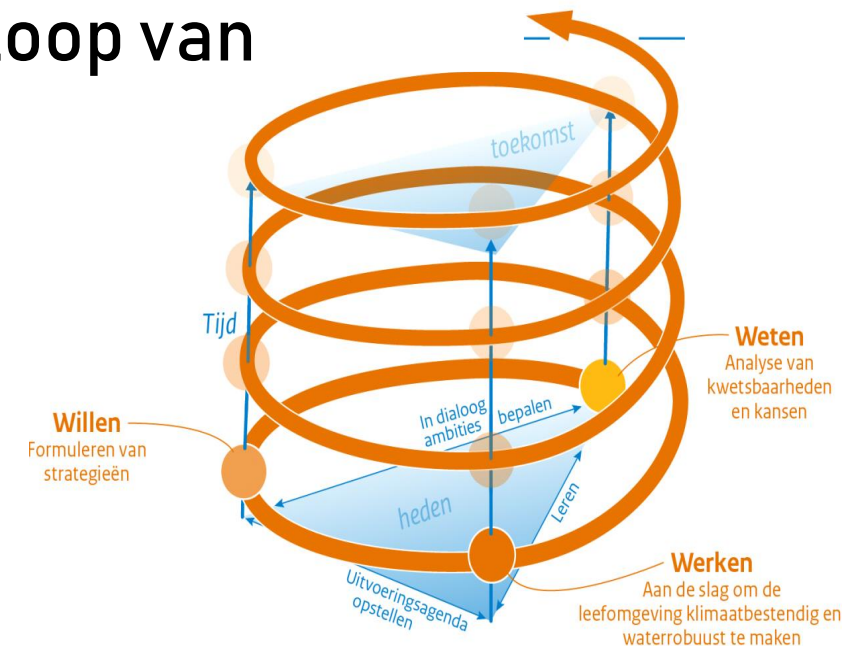 loop van
toekomst
Tijd
Weten
Analyse van
kwetsbaarheden
en kansen
In dialoog
ambities
bepalen
Willen
Formuleren van
strategieën
heden
Leren
Uitvoeringsagenda
opstellen
Werken
Aan de slag om de
leefomgeving klimaatbestendig en
waterrobuust te maken